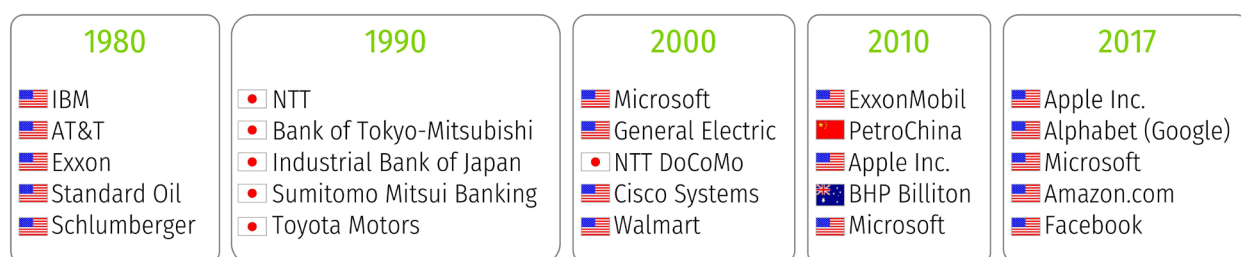 1980
IBM
AT&T
Exxon
Standard Oil
Schlumberger
1990
NTT
Bank of Tokyo-Mitsubishi
Industrial Bank of Japan
Sumitomo Mitsui Banking
Toyota Motors
2000
Microsoft
General Electric
NTT DoCoMo
Cisco Systems
Walmart
2010
ExxonMobil
PetroChina
Apple Inc.
BHP Billiton
Microsoft
2017
Apple Inc.
Alphabet (Google)
Microsoft
Amazon.com
Facebook